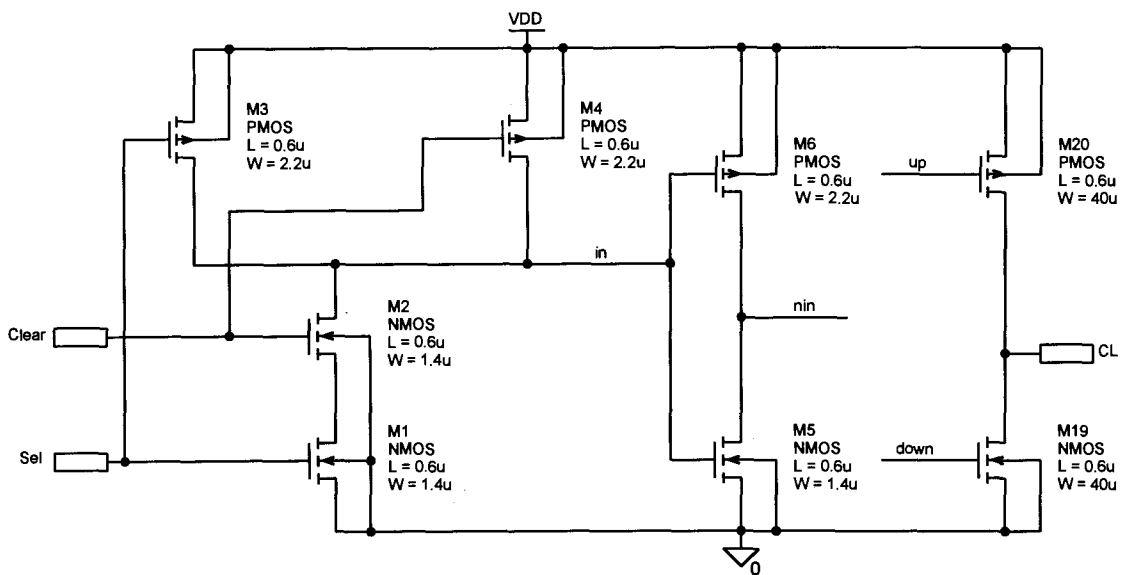 VDD
M3
PMOS
L = 0.6u
W = 2.2u
M4
PMOS
L = 0.6u
W = 2.2u
M6
PMOS
L = 0.6u
W = 2.2u
up
M20
PMOS
L = 0.6u
W = 40u
in
Clear
M2
NMOS
L = 0.6u
W = 1.4u
nin
CL
Sel
M1
NMOS
L = 0.6u
W = 1.4u
M5
NMOS
L = 0.6u
W = 1.4u
down
M19
NMOS
L = 0.6u
W = 40u
0